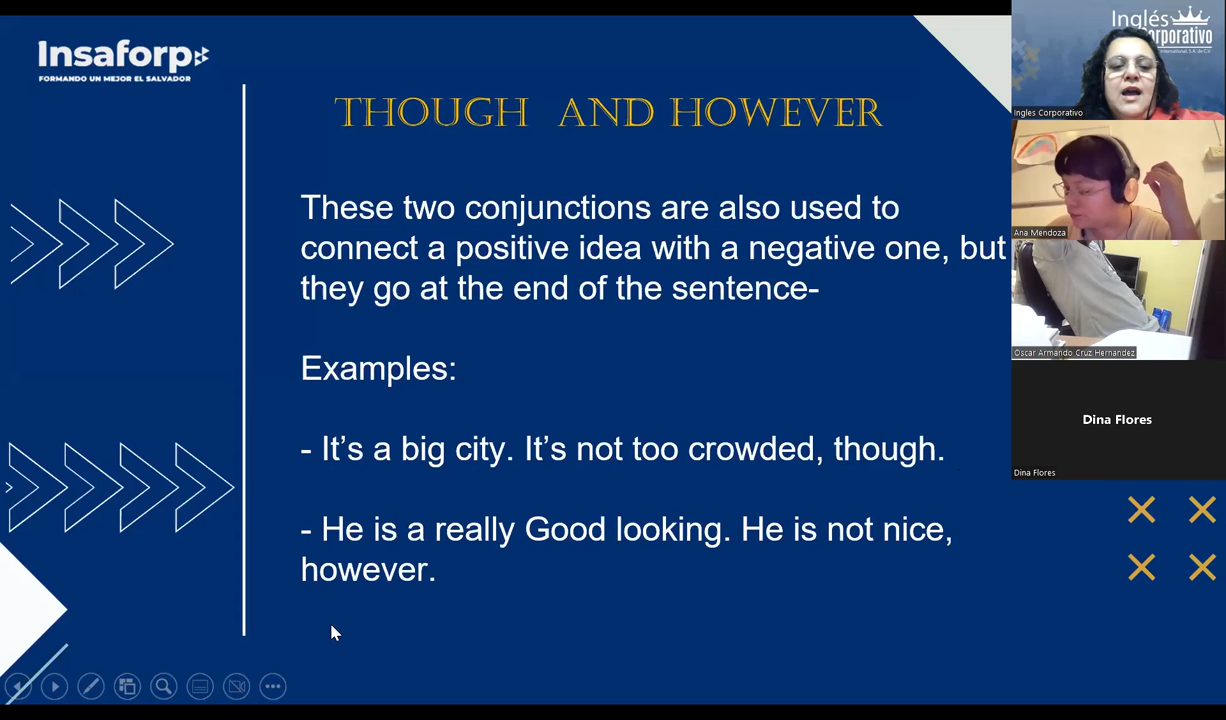 Insaforp
FORMANDO UN MEJOR EL SALVADOR
THOUGH AND HOWEVER
These two conjunctions are also used to
connect a positive idea with a negative one, but
they go at the end of the sentence-
Examples:
- It’s a big city. It’s not too crowded, though.
- He is a really Good looking. He is not nice,
however.
Inglés
Corporativo
International, S.A. de C.V.
Ingles Corporativo
Ana Mendoza
Oscar Armando Cruz Hernandez
Dina Flores
Dina Flores